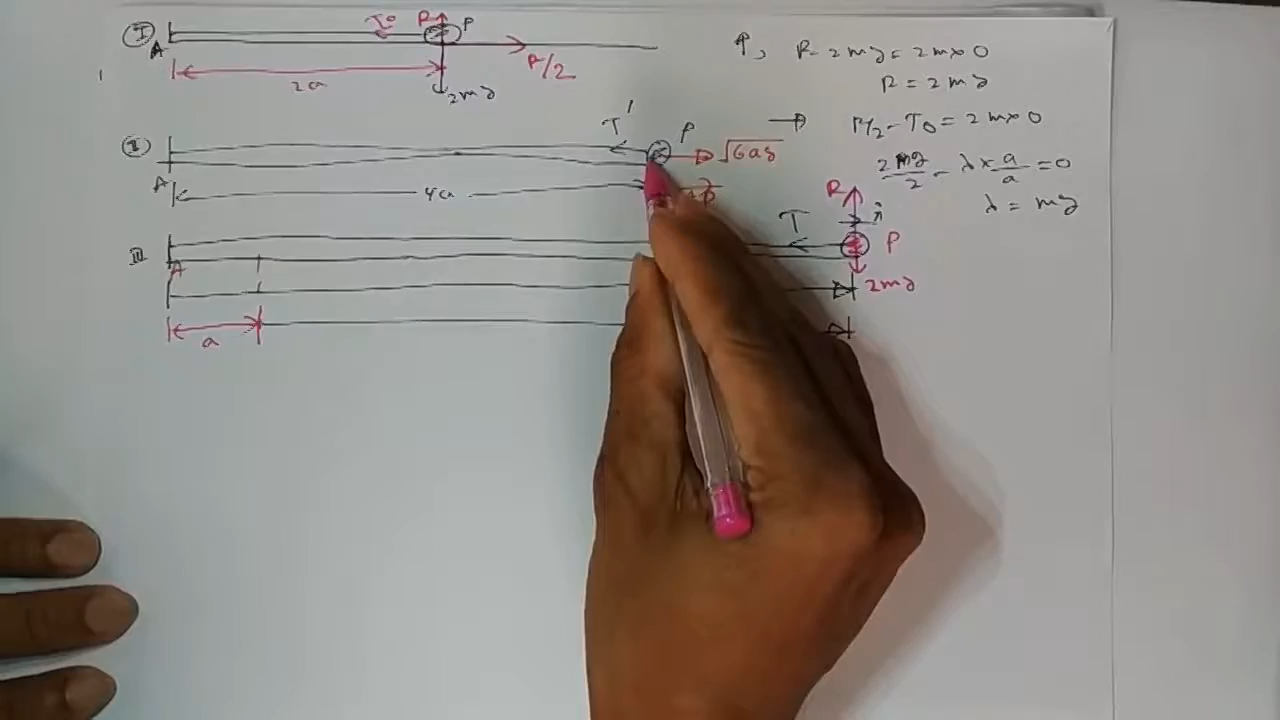 I A T₀ R P
R/2
2a
2mg
↑, R - 2mg = 2m×0
R = 2mg
→ R/2 - T₀ = 2m×0
2mg/2 - λ × a/a = 0
λ = mg
II A T' P √6ag
4a
III A T R ẍ P
2mg
a